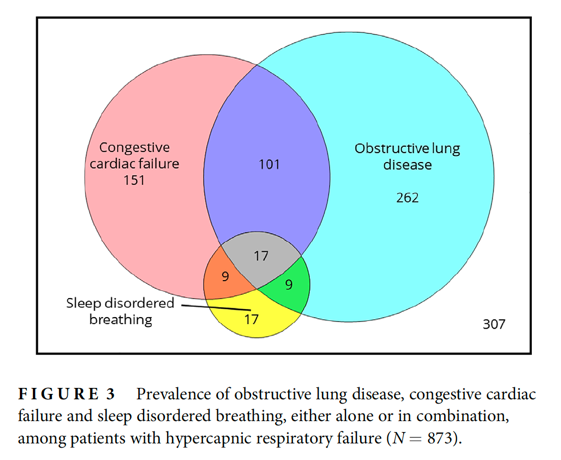 Congestive
cardiac failure
151
101
Obstructive lung
disease
262
17
9
9
Sleep disordered
breathing
17
307
FIGURE 3 Prevalence of obstructive lung disease, congestive cardiac
failure and sleep disordered breathing, either alone or in combination,
among patients with hypercapnic respiratory failure (N = 873).